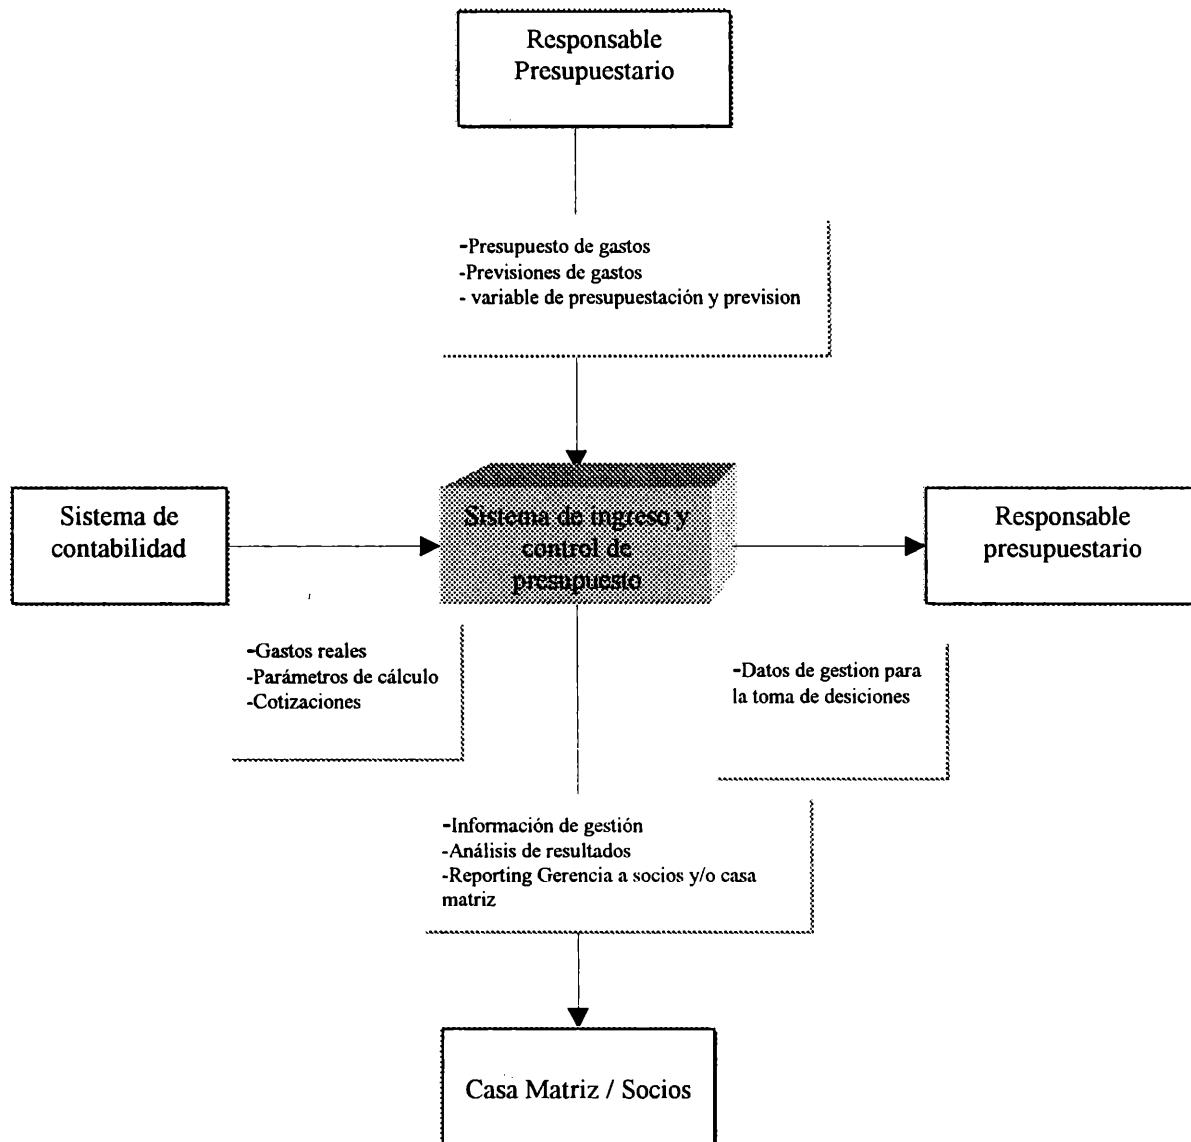 Responsable
Presupuestario
-Presupuesto de gastos
-Previsiones de gastos
- variable de presupuestación y prevision
Sistema de
contabilidad
Sistema de ingreso y
control de
presupuesto
Responsable
presupuestario
-Gastos reales
-Parámetros de cálculo
-Cotizaciones
-Datos de gestion para
la toma de desiciones
-Información de gestión
-Análisis de resultados
-Reporting Gerencia a socios y/o casa
matriz
Casa Matriz / Socios